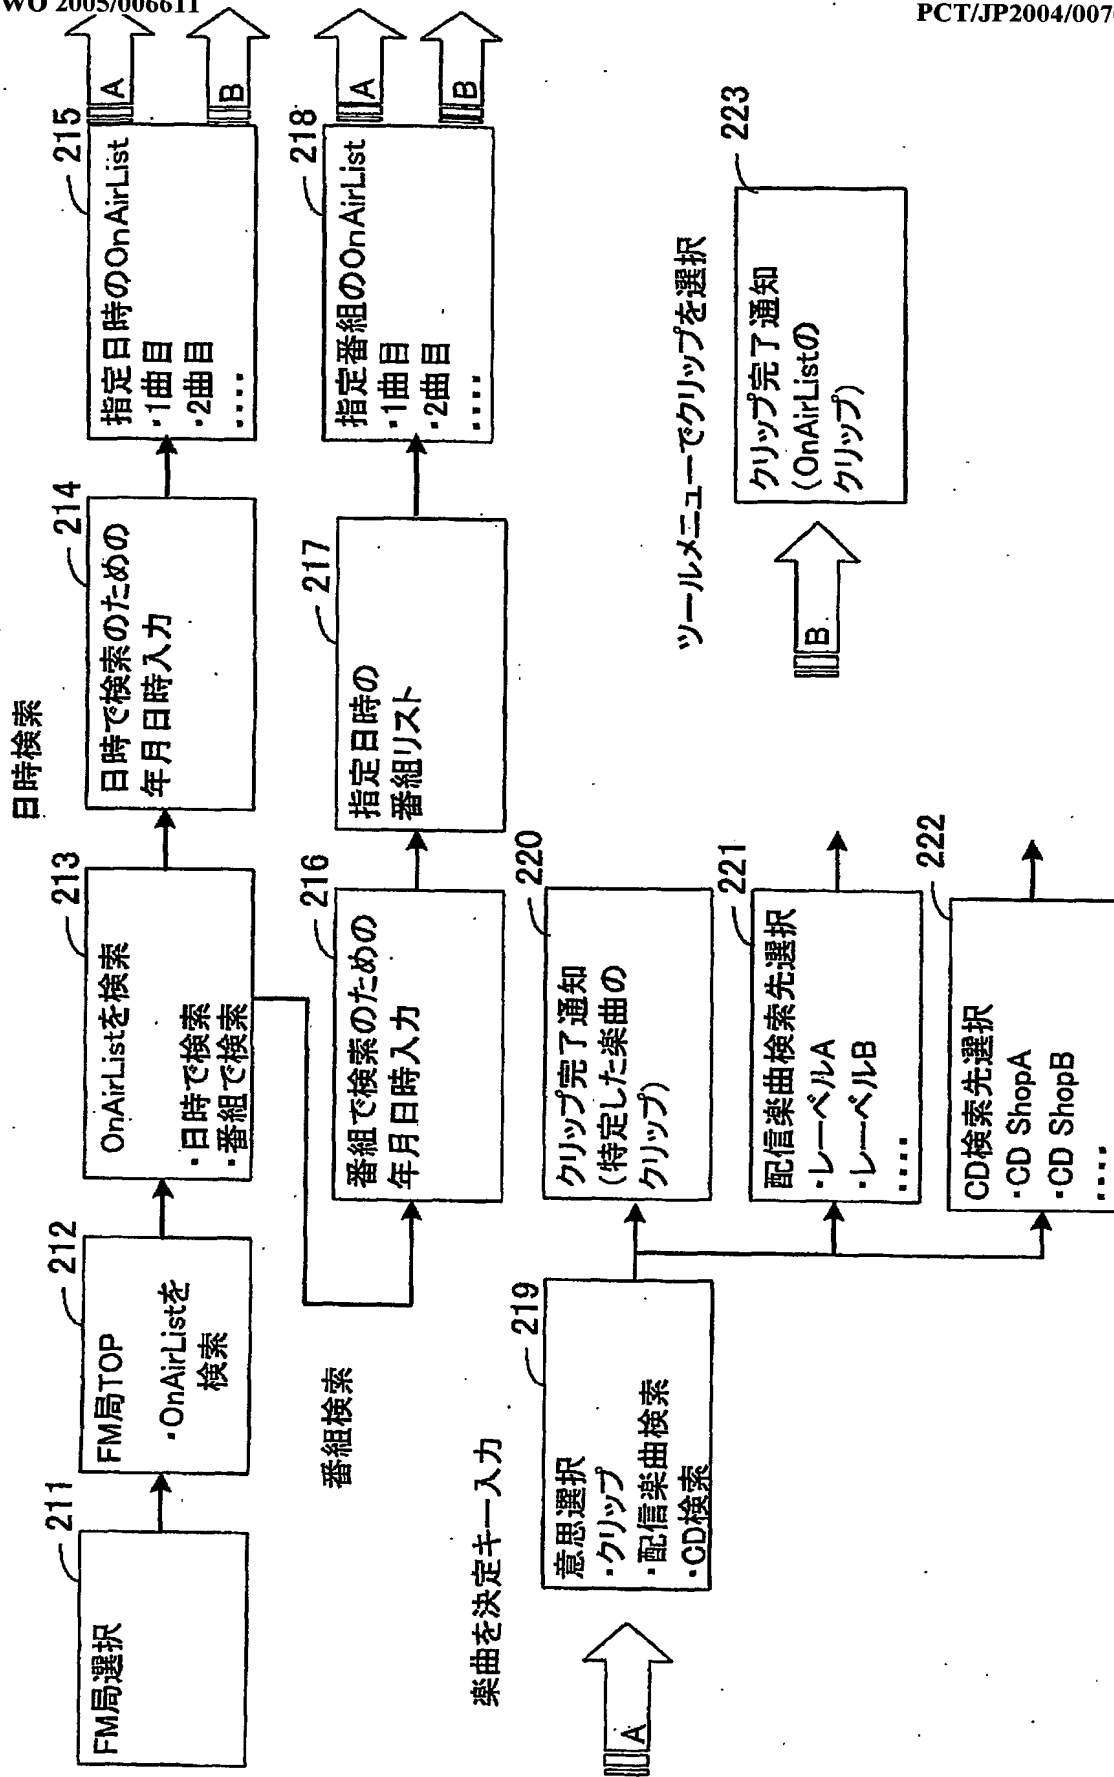 WO 2005/006611
PCT/JP2004/007
211
FM局選択
212
FM局TOP
・OnAirListを
検索
213
OnAirListを検索
・日時で検索
・番組で検索
日時検索
214
日時で検索のための
年月日時入力
215
指定日時のOnAirList
・1曲目
・2曲目
....
A
B
番組検索
216
番組で検索のための
年月日時入力
217
指定日時の
番組リスト
218
指定番組のOnAirList
・1曲目
・2曲目
....
A
B
楽曲を決定キー入力
A
219
意思選択
・クリップ
・配信楽曲検索
・CD検索
220
クリップ完了通知
(特定した楽曲の
クリップ)
221
配信楽曲検索先選択
・レーベルA
・レーベルB
....
222
CD検索先選択
・CD ShopA
・CD ShopB
....
ツールメニューでクリップを選択
B
223
クリップ完了通知
(OnAirListの
クリップ)